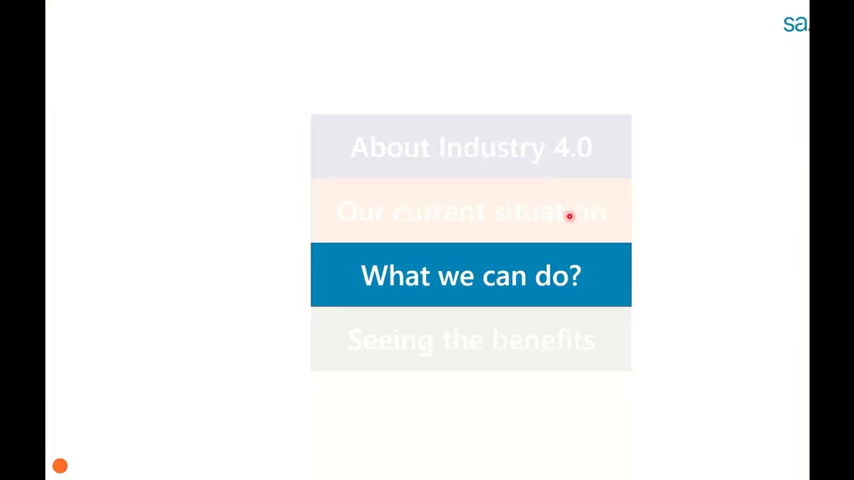 sa
About Industry 4.0
Our current situation
What we can do?
Seeing the benefits